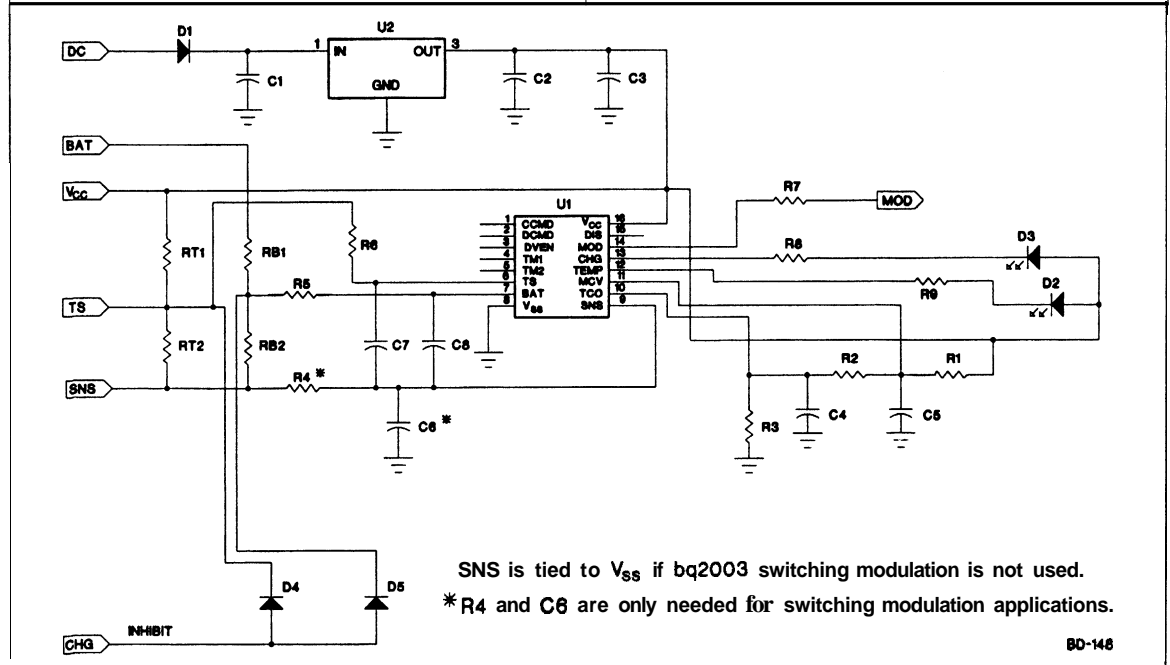 U2
D1
DC
1
IN
OUT
3
GND
C1
C2
C3
BAT
VCC
R7
MOD
U1
1
CCMD
VCC
16
2
DCMD
DIS
15
3
DVEN
MOD
14
4
TM1
CHG
13
5
TM2
TEMP
12
6
TS
MCV
11
7
BAT
TCO
10
8
VSS
SNS
9
R6
R8
D3
R9
D2
RT1
RB1
R5
TS
RT2
RB2
C7
C8
R4 *
SNS
C6 *
R2
R1
R3
C4
C5
SNS is tied to VSS if bq2003 switching modulation is not used.
* R4 and C6 are only needed for switching modulation applications.
D4
D5
INHIBIT
CHG
BD-146